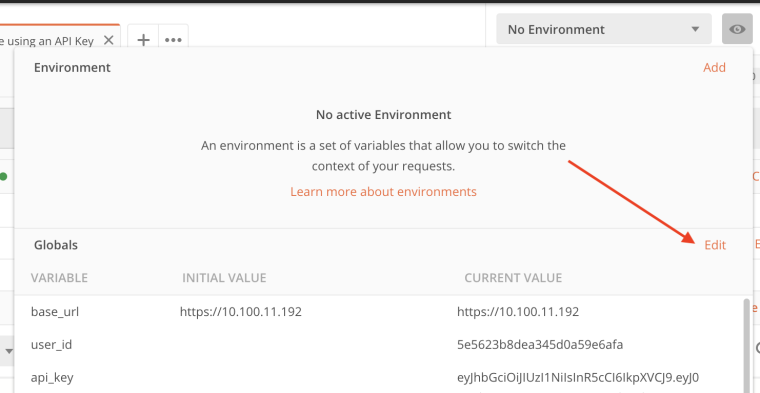 e using an API Key
No Environment
Environment
Add
No active Environment
An environment is a set of variables that allow you to switch the
context of your requests.
Learn more about environments
Globals
Edit
VARIABLE INITIAL VALUE CURRENT VALUE
base_url https://10.100.11.192 https://10.100.11.192
user_id 5e5623b8dea345d0a59e6afa
api_key eyJhbGciOiJIUzI1NiIsInR5cCI6IkpXVCJ9.eyJ0